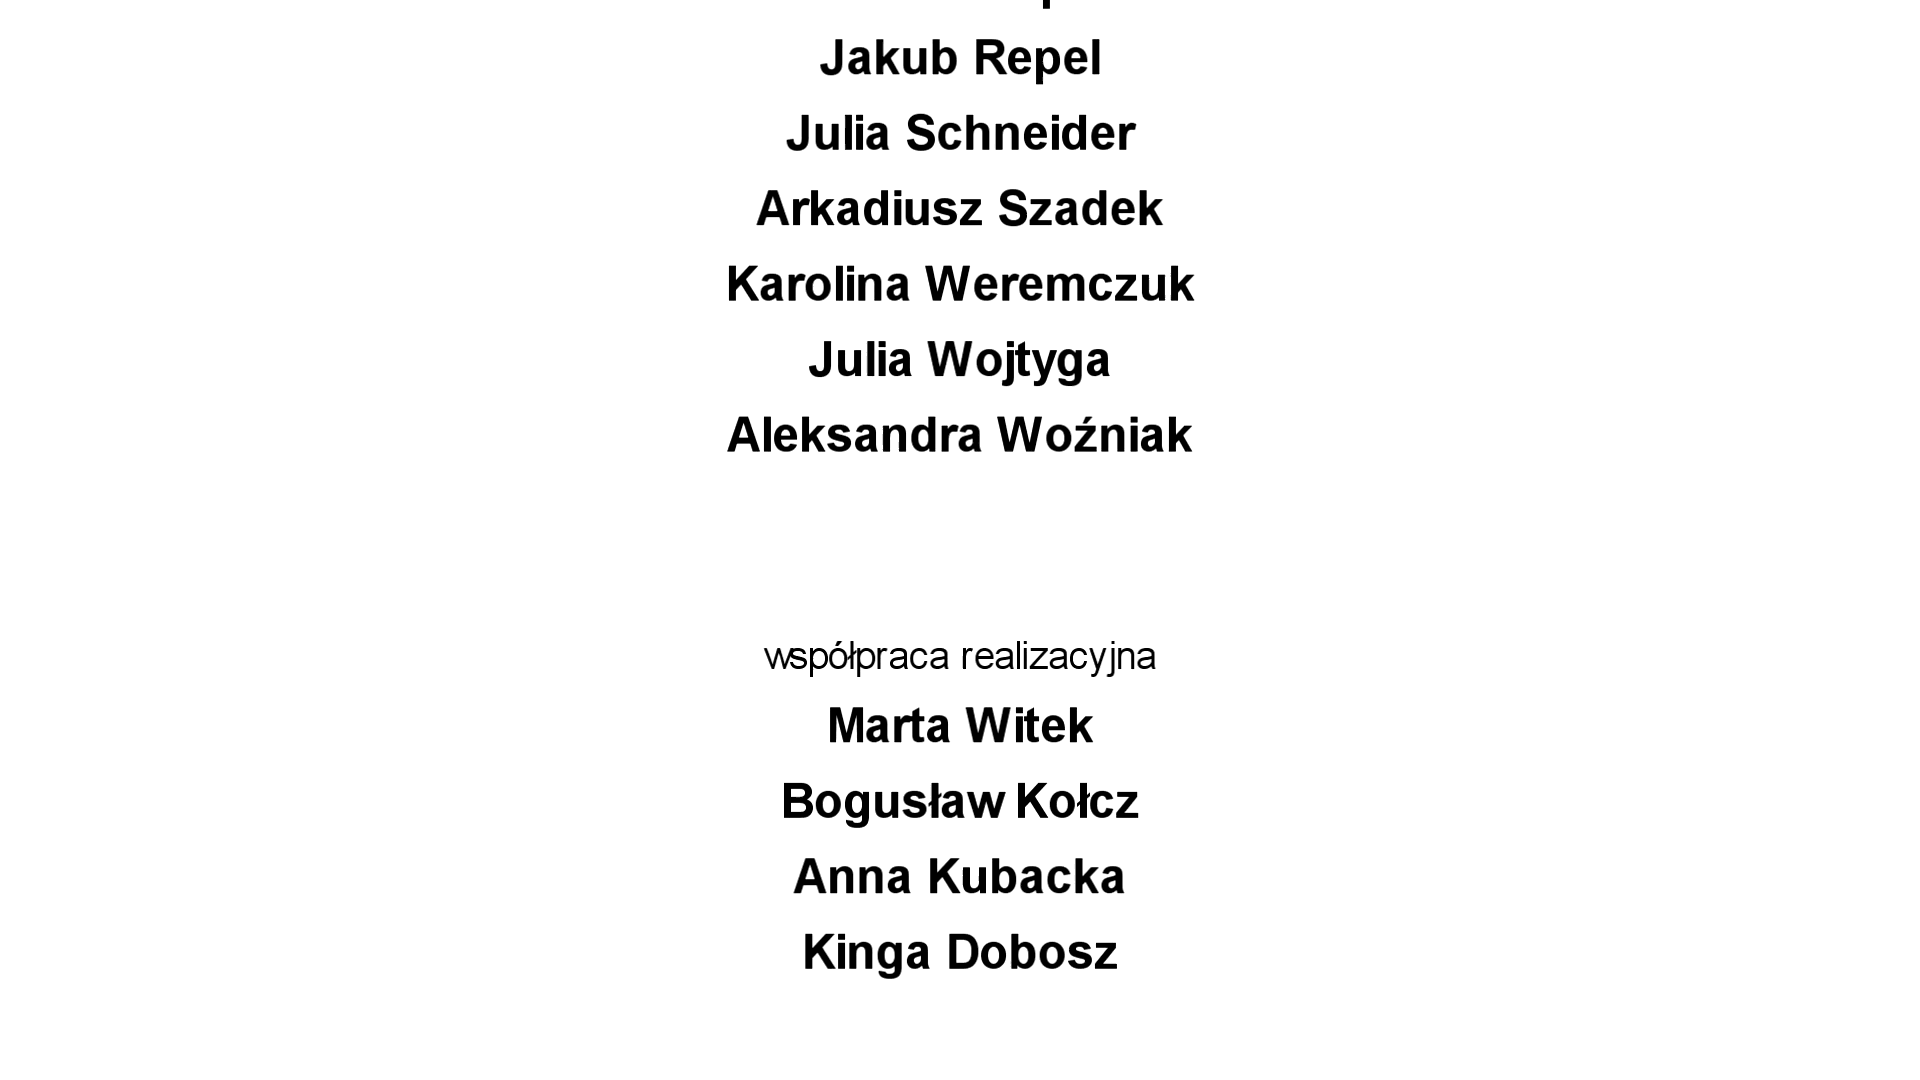 Jakub Repel
Julia Schneider
Arkadiusz Szadek
Karolina Weremczuk
Julia Wojtyga
Aleksandra Woźniak
współpraca realizacyjna
Marta Witek
Bogusław Kołcz
Anna Kubacka
Kinga Dobosz